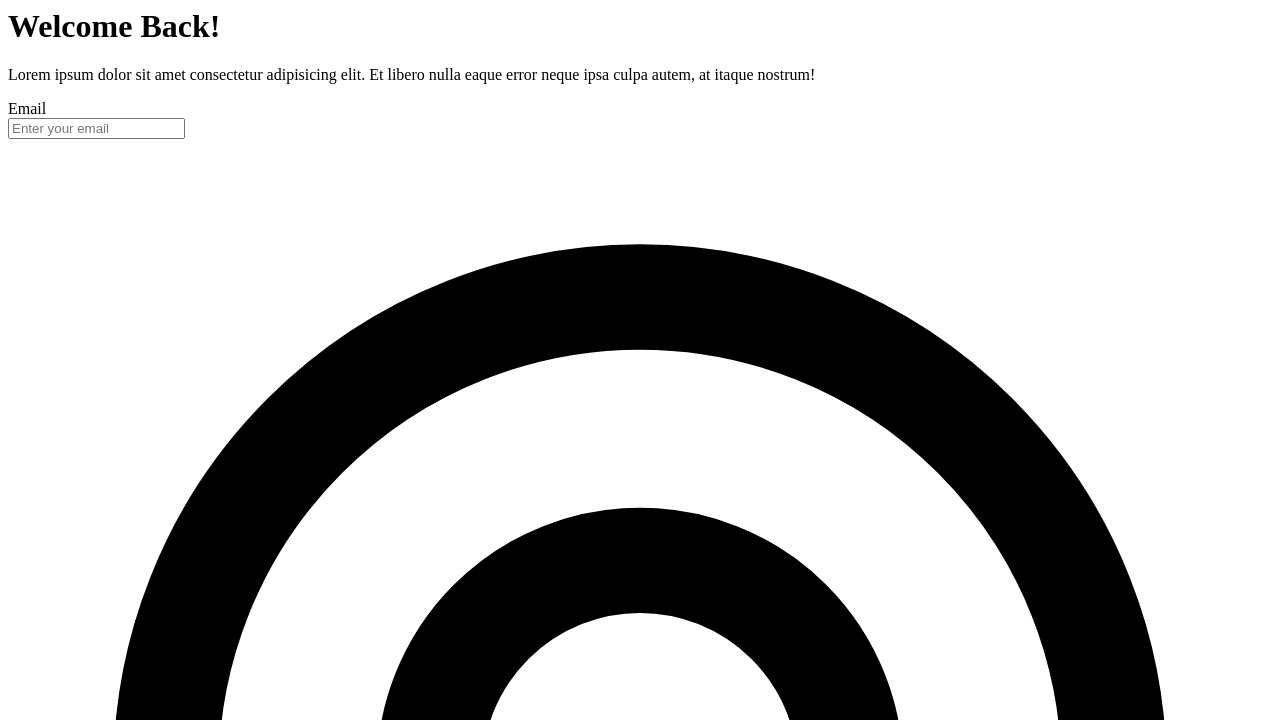 Welcome Back!
Lorem ipsum dolor sit amet consectetur adipisicing elit. Et libero nulla eaque error neque ipsa culpa autem, at itaque nostrum!
Email
Enter your email